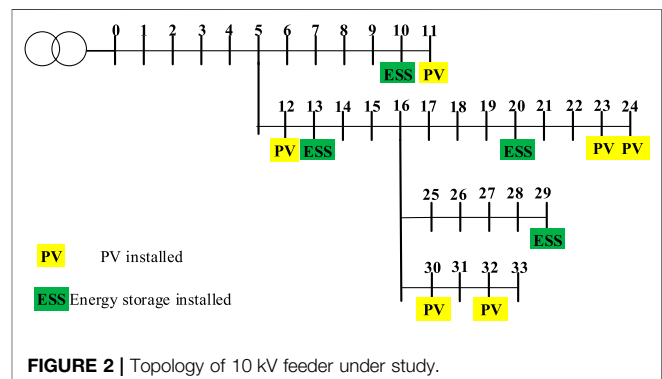 0 1 2 3 4 5 6 7 8 9 10 11
ESS PV
12 13 14 15 16 17 18 19 20 21 22 23 24
PV ESS ESS PV PV
25 26 27 28 29
ESS
PV PV installed
30 31 32 33
ESS Energy storage installed
PV PV
FIGURE 2 | Topology of 10 kV feeder under study.